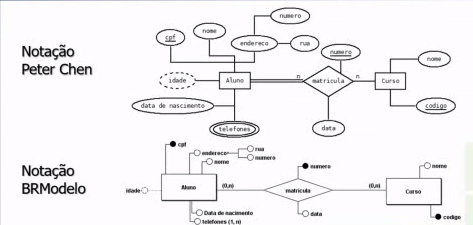 Notação
Peter Chen
cpf
nome
numero
endereco
rua
idade
Aluno
n
numero
matricula
n
Curso
nome
codigo
data de nascimento
telefones
data
Notação
BRModelo
cpf
endereco
rua
numero
nome
idade
Aluno
(0,n)
numero
matrícula
(0,n)
Curso
nome
Data de nascimento
telefones (1, n)
data
codigo